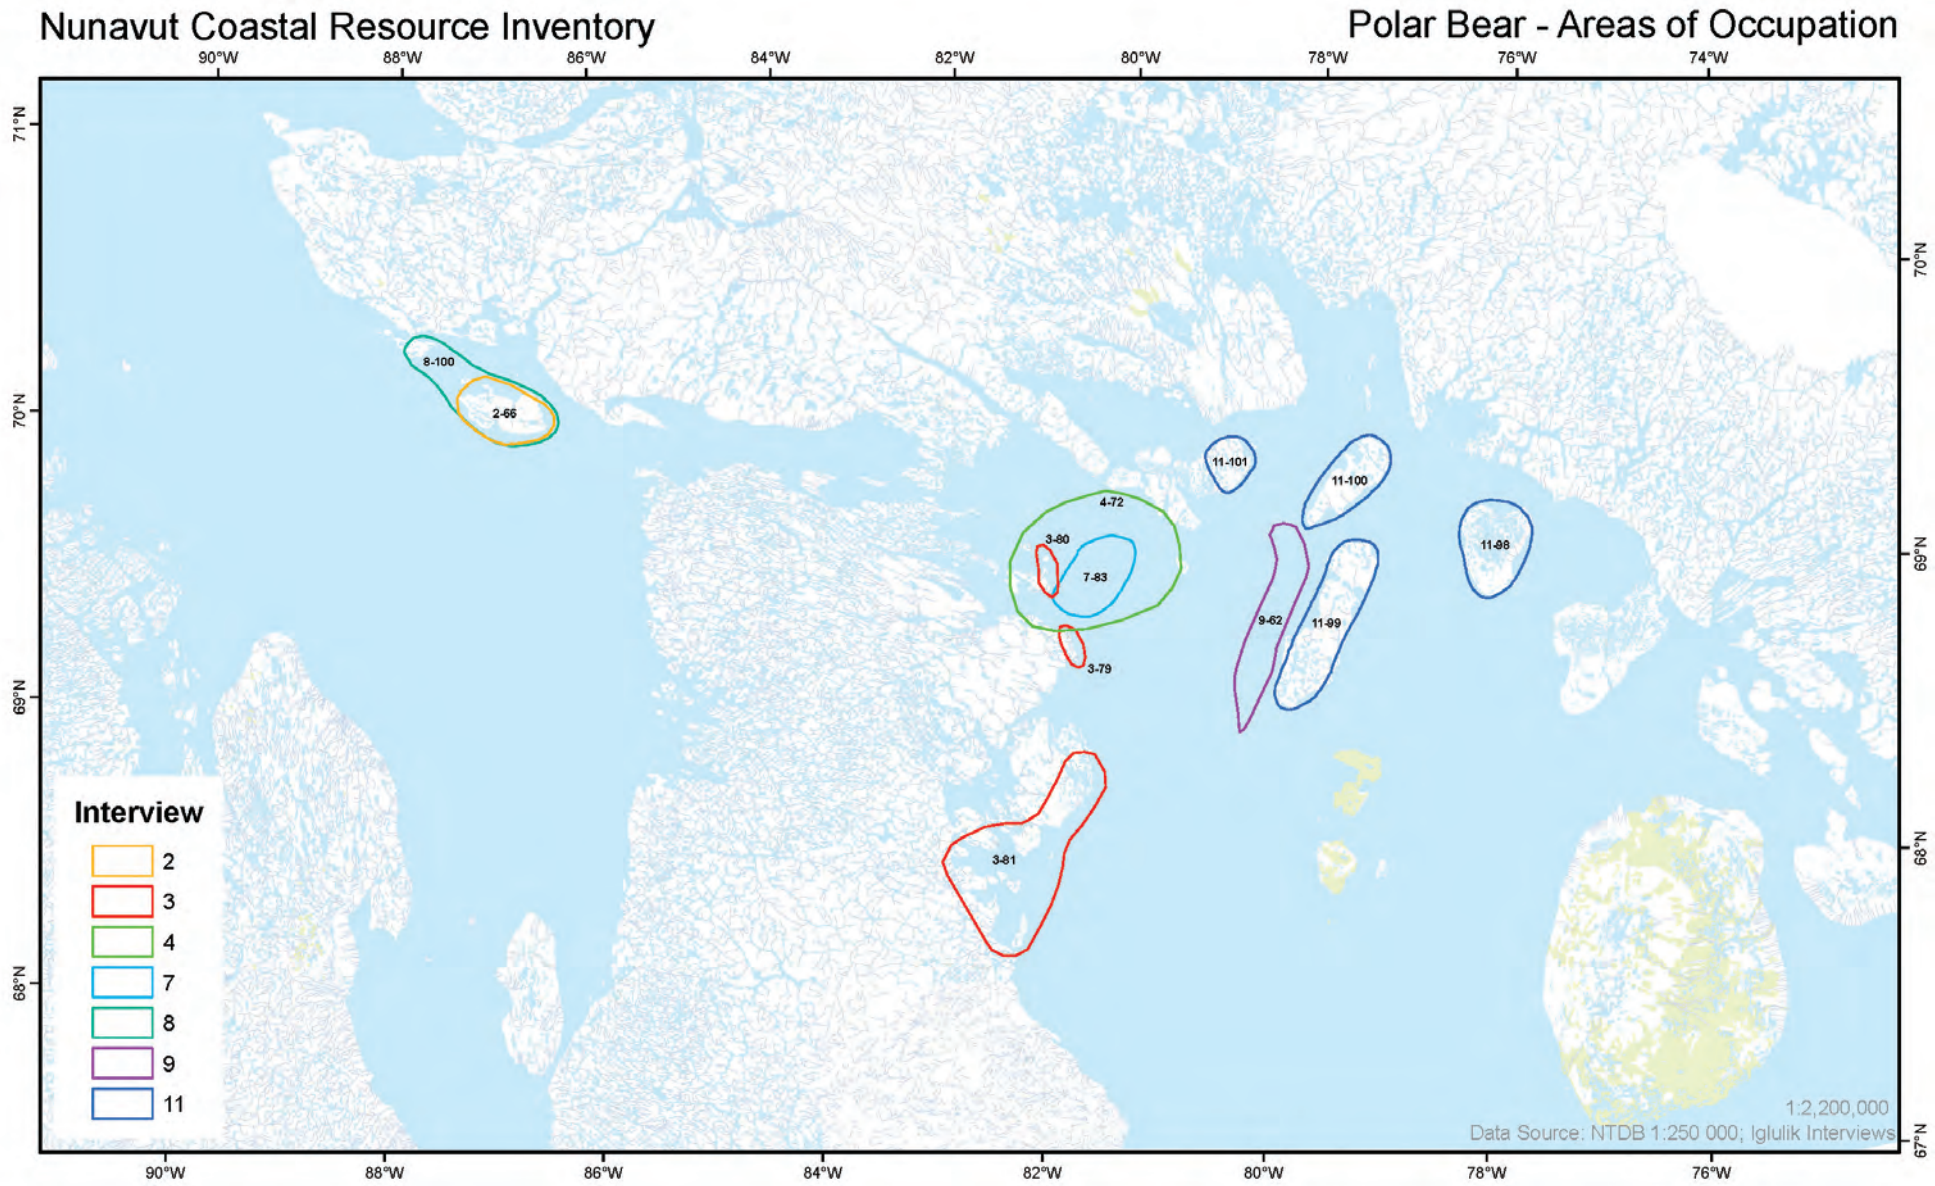 Nunavut Coastal Resource Inventory
Polar Bear - Areas of Occupation
90°W 88°W 86°W 84°W 82°W 80°W 78°W 76°W 74°W
71°N
70°N
8-100
2-66
70°N
11-101
11-100
4-72
3-80
11-98
69°N
7-83
9-62
11-99
3-79
69°N
Interview
2
3
4
7
8
9
11
3-81
68°N
68°N
1:2,200,000
Data Source: NTDB 1:250 000; Iglulik Interviews
67°N
90°W 88°W 86°W 84°W 82°W 80°W 78°W 76°W